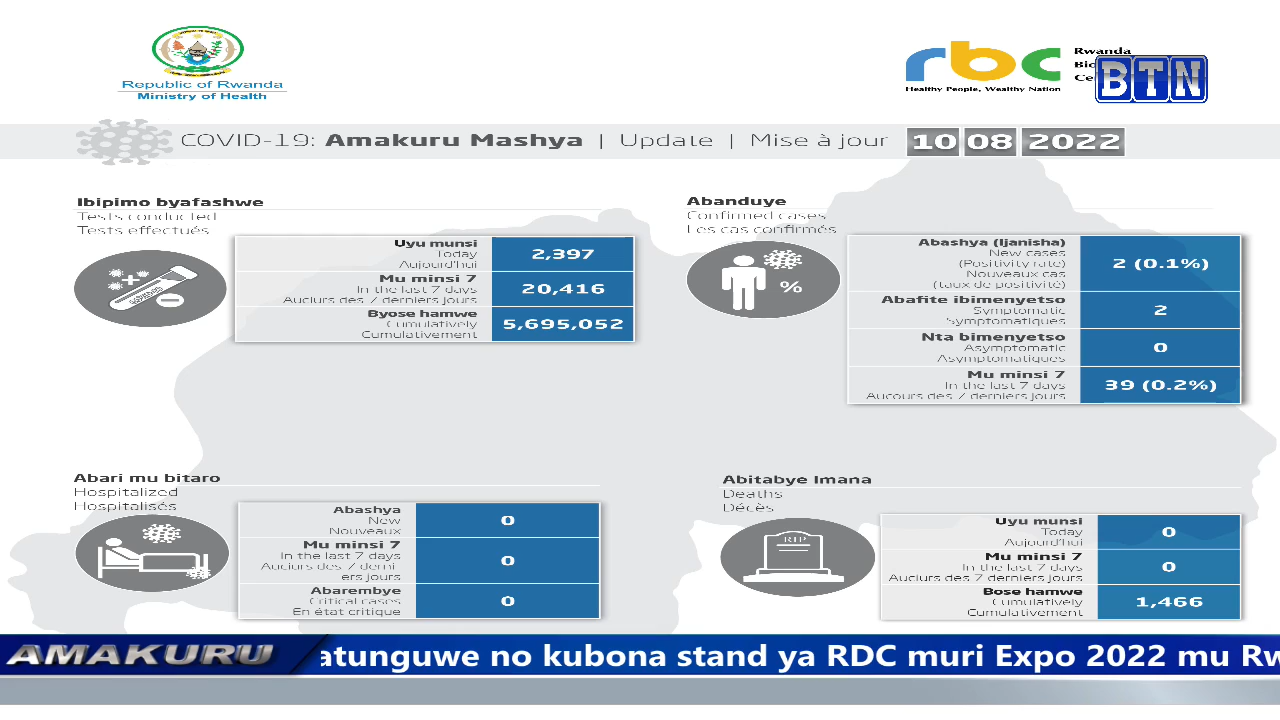 Republic of Rwanda
Ministry of Health
rbc
Rwanda
Healthy People, Wealthy Nation
BTN
COVID-19: Amakuru Mashya | Update | Mise à jour 10 08 2022
Ibipimo byafashwe
Tests conducted
Tests effectués
Uyu munsi
Today
Aujourd'hui
2,397
Mu minsi 7
In the last 7 days
Auciurs des 7 derniers jours
20,416
Byose hamwe
Cumulatively
Cumulativement
5,695,052
Abanduye
Confirmed cases
Les cas confirmés
%
Abashya (Ijanisha)
New cases
(Positivity rate)
Nouveaux cas
(taux de positivité)
2 (0.1%)
Abafite ibimenyetso
Symptomatic
Symptomatiques
2
Nta bimenyetso
Asymptomatic
Asymptomatiques
0
Mu minsi 7
In the last 7 days
Aucours des 7 derniers jours
39 (0.2%)
Abari mu bitaro
Hospitalized
Hospitalisés
Abashya
New
Nouveaux
0
Mu minsi 7
In the last 7 days
Auciurs des 7 derni-
ers jours
0
Abarembye
Critical cases
En état critique
0
Abitabye Imana
Deaths
Décès
RIP
Uyu munsi
Today
Aujourd'hui
0
Mu minsi 7
In the last 7 days
Auciurs des 7 derniers jours
0
Bose hamwe
Cumulatively
Cumulativement
1,466
AMAKURU
atunguwe no kubona stand ya RDC muri Expo 2022 mu Rw